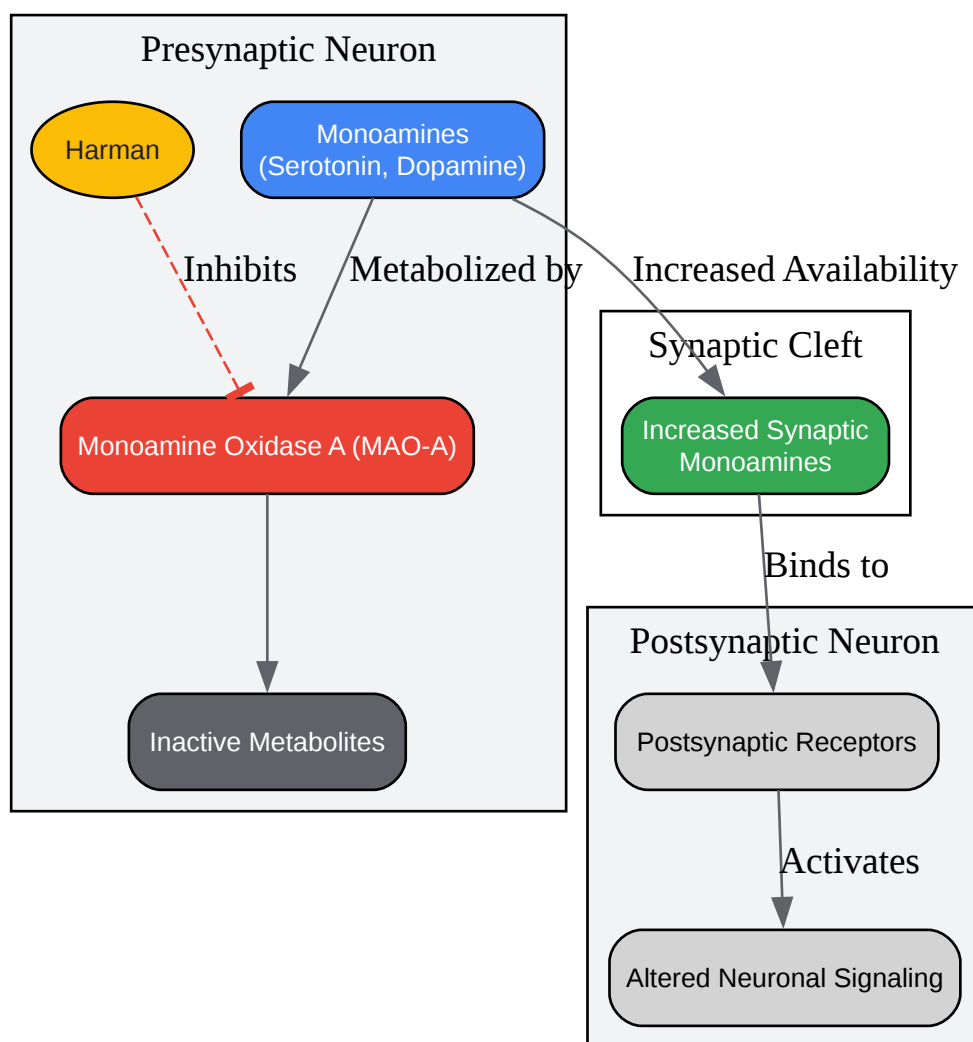 Presynaptic Neuron
Harman
Monoamines
(Serotonin, Dopamine)
Inhibits
Metabolized by
Increased Availability
Synaptic Cleft
Monoamine Oxidase A (MAO-A)
Increased Synaptic
Monoamines
Binds to
Postsynaptic Neuron
Inactive Metabolites
Postsynaptic Receptors
Activates
Altered Neuronal Signaling